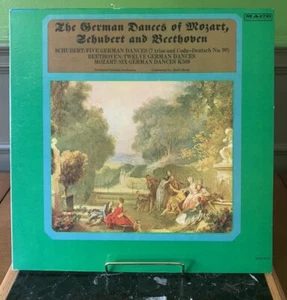 The German Dances of Mozart,
Schubert and Beethoven
SCHUBERT-FIVE GERMAN DANCES (7 trios and Coda-Deutsch No. 90)
BEETHOVEN-TWELVE GERMAN DANCES
MOZART-SIX GERMAN DANCES K509